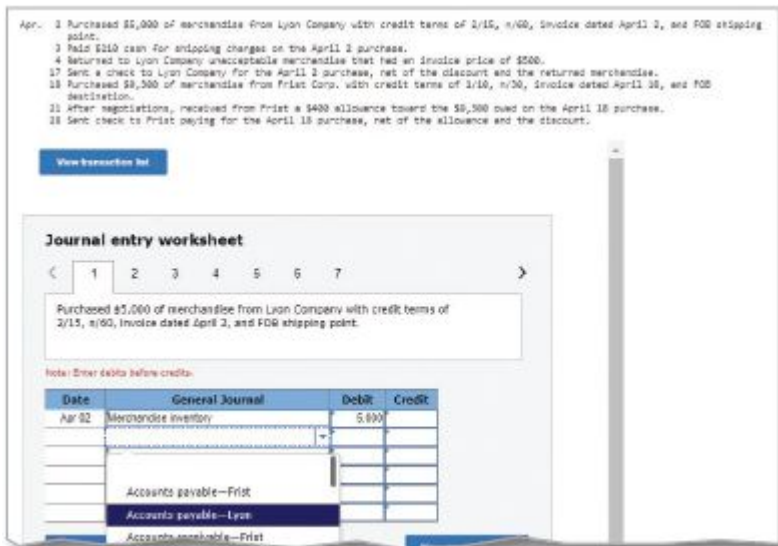 Apr. 2 Purchased $5,000 of merchandise from Lyon Company with credit terms of 2/15, n/60, invoice dated April 2, and FOB shipping
point.
3 Paid $210 cash for shipping charges on the April 2 purchase.
4 Returned to Lyon Company unacceptable merchandise that had an invoice price of $500.
17 Sent a check to Lyon Company for the April 2 purchase, net of the discount and the returned merchandise.
18 Purchased $9,500 of merchandise from Frist Corp. with credit terms of 1/10, n/30, invoice dated April 18, and FOB
destination.
21 After negotiations, received from Frist a $400 allowance toward the $9,500 owed on the April 18 purchase.
28 Sent check to Frist paying for the April 18 purchase, net of the allowance and the discount.
View transaction list
Journal entry worksheet
< 1 2 3 4 5 6 7 >
Purchased $5,000 of merchandise from Lyon Company with credit terms of
2/15, n/60, invoice dated April 2, and FOB shipping point.
Note: Enter debits before credits.
Date General Journal Debit Credit
Apr 02 Merchandise inventory 5,000
Accounts payable—Frist
Accounts payable—Lyon
Accounts receivable—Frist